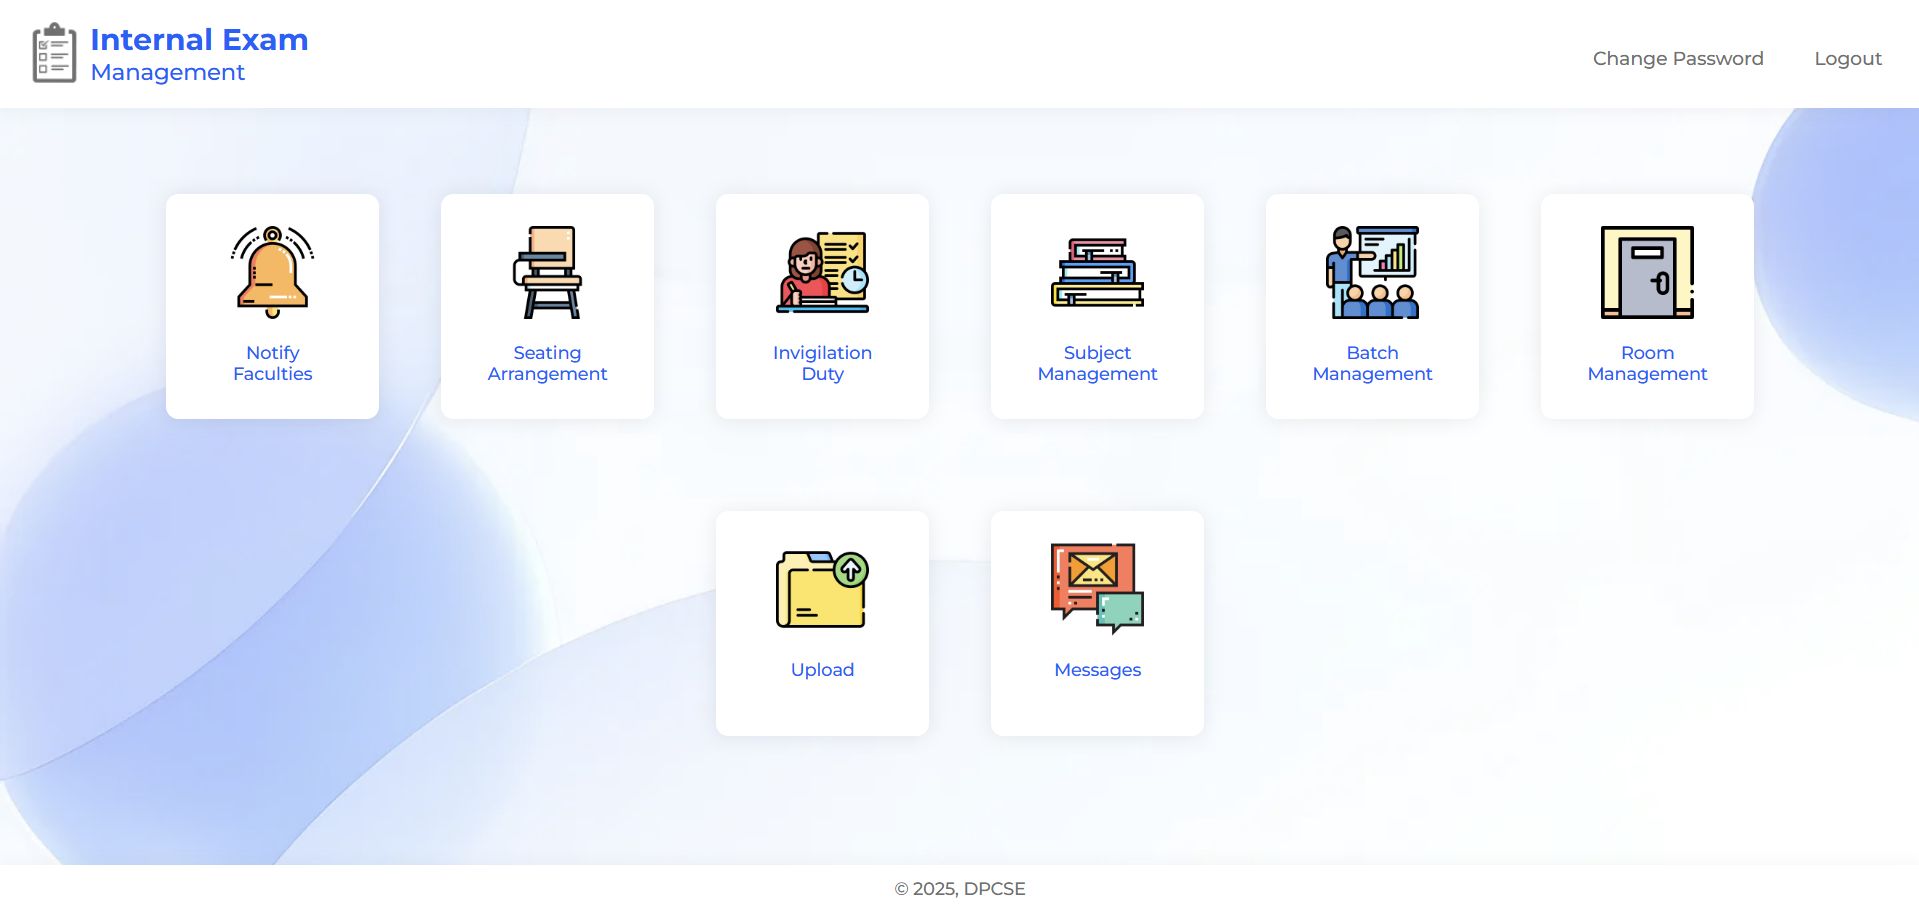 Internal Exam
Management
Change Password
Logout
Notify
Faculties
Seating
Arrangement
Invigilation
Duty
Subject
Management
Batch
Management
Room
Management
Upload
Messages
© 2025, DPCSE